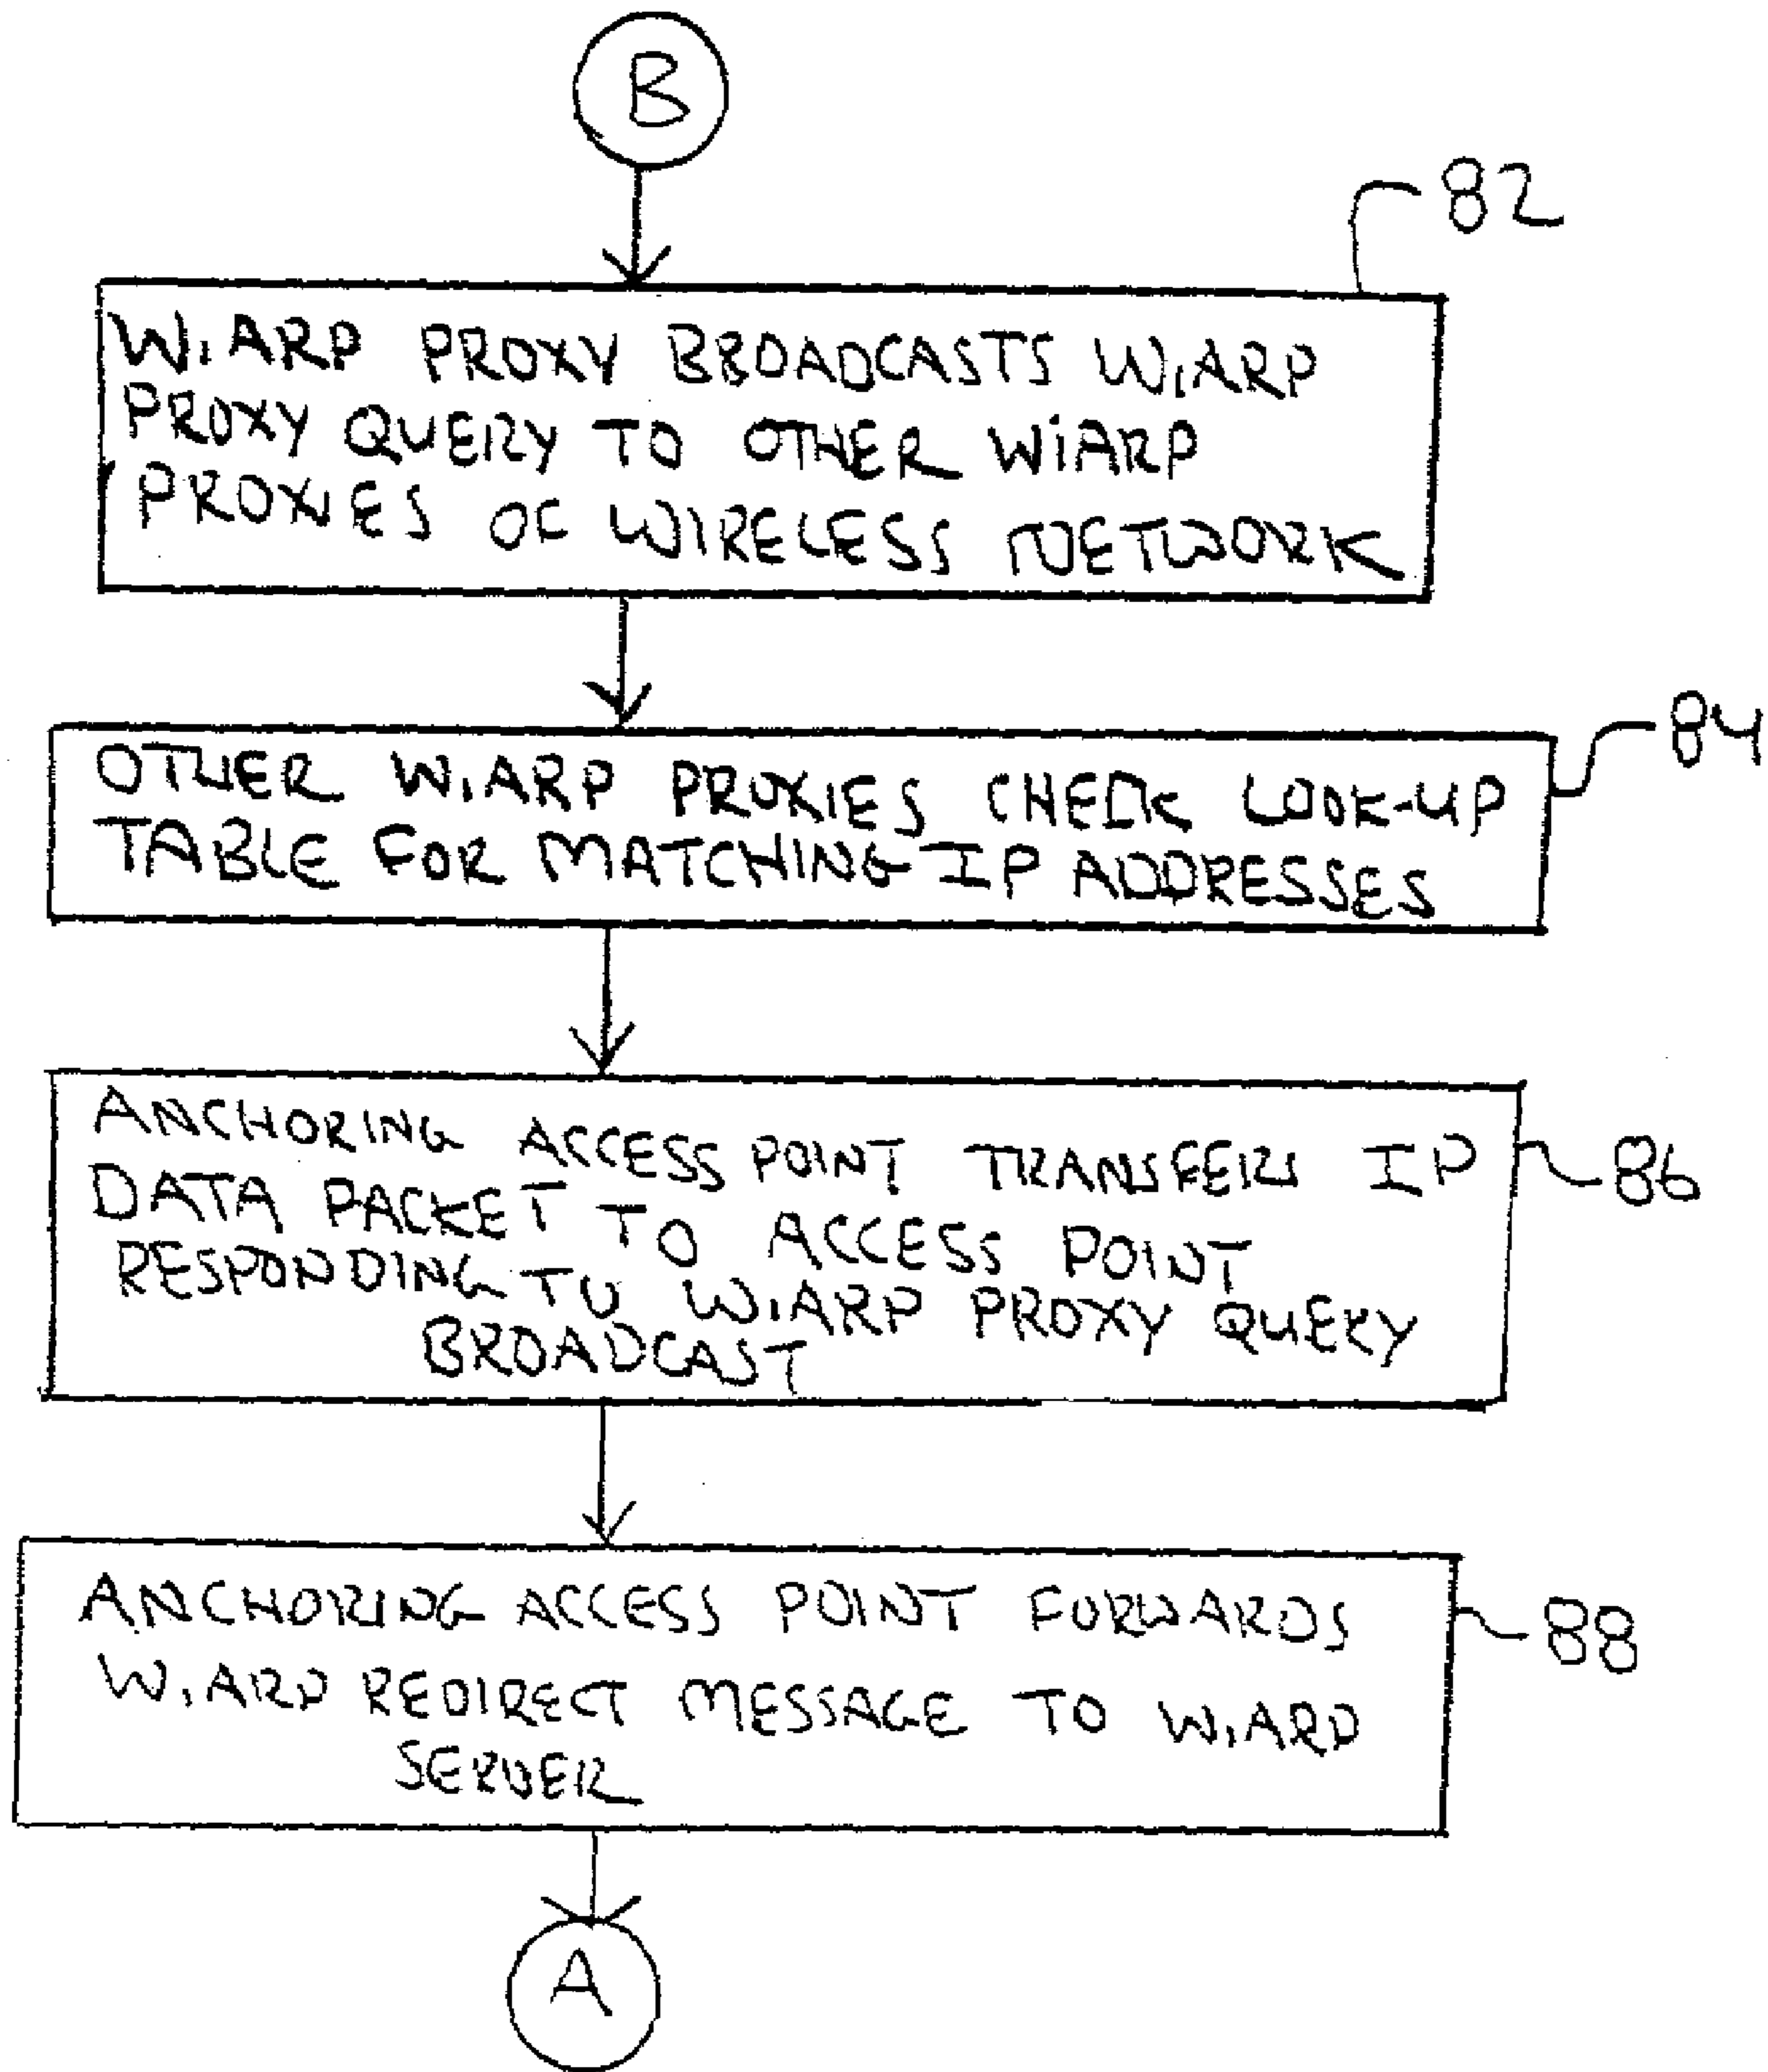 B
82
WiARP PROXY BROADCASTS WiARP
PROXY QUERY TO OTHER WiARP
PROXIES OF WIRELESS NETWORK
84
OTHER WiARP PROXIES CHECK LOOK-UP
TABLE FOR MATCHING IP ADDRESSES
ANCHORING ACCESS POINT TRANSFERS IP
86
DATA PACKET TO ACCESS POINT
RESPONDING TO WiARP PROXY QUERY
BROADCAST
ANCHORING ACCESS POINT FORWARDS
88
WiARP REDIRECT MESSAGE TO WiARP
SERVER
A